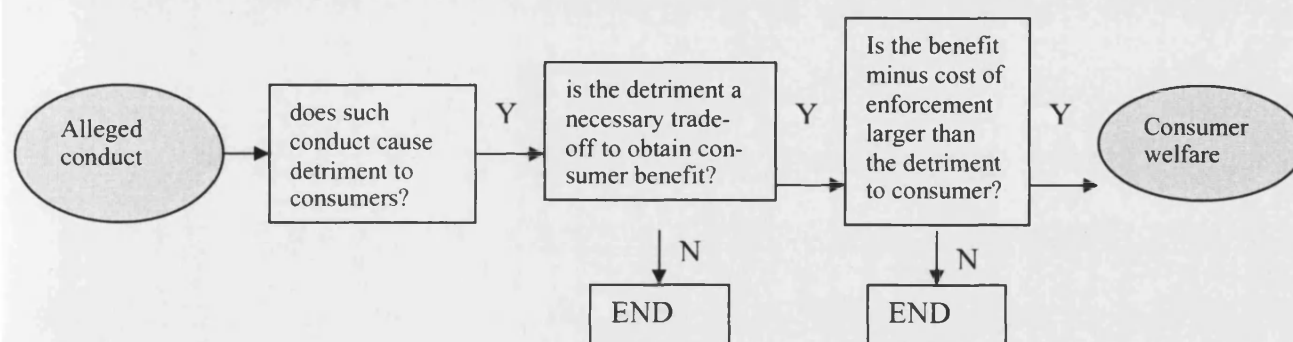 Alleged
conduct
does such
conduct cause
detriment to
consumers?
Y
is the detriment a
necessary trade-
off to obtain con-
sumer benefit?
Y
N
END
Is the benefit
minus cost of
enforcement
larger than
the detriment
to consumer?
Y
N
END
Consumer
welfare